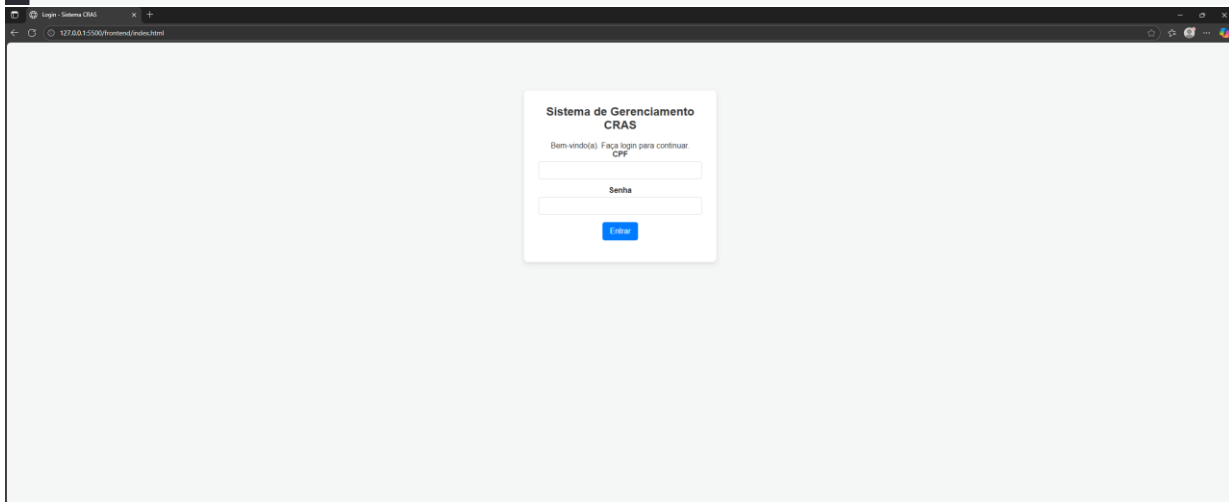 Login - Sistema CRAS
127.0.0.1:5500/frontend/index.html
Sistema de Gerenciamento
CRAS
Bem-vindo(a). Faça login para continuar.
CPF
Senha
Entrar